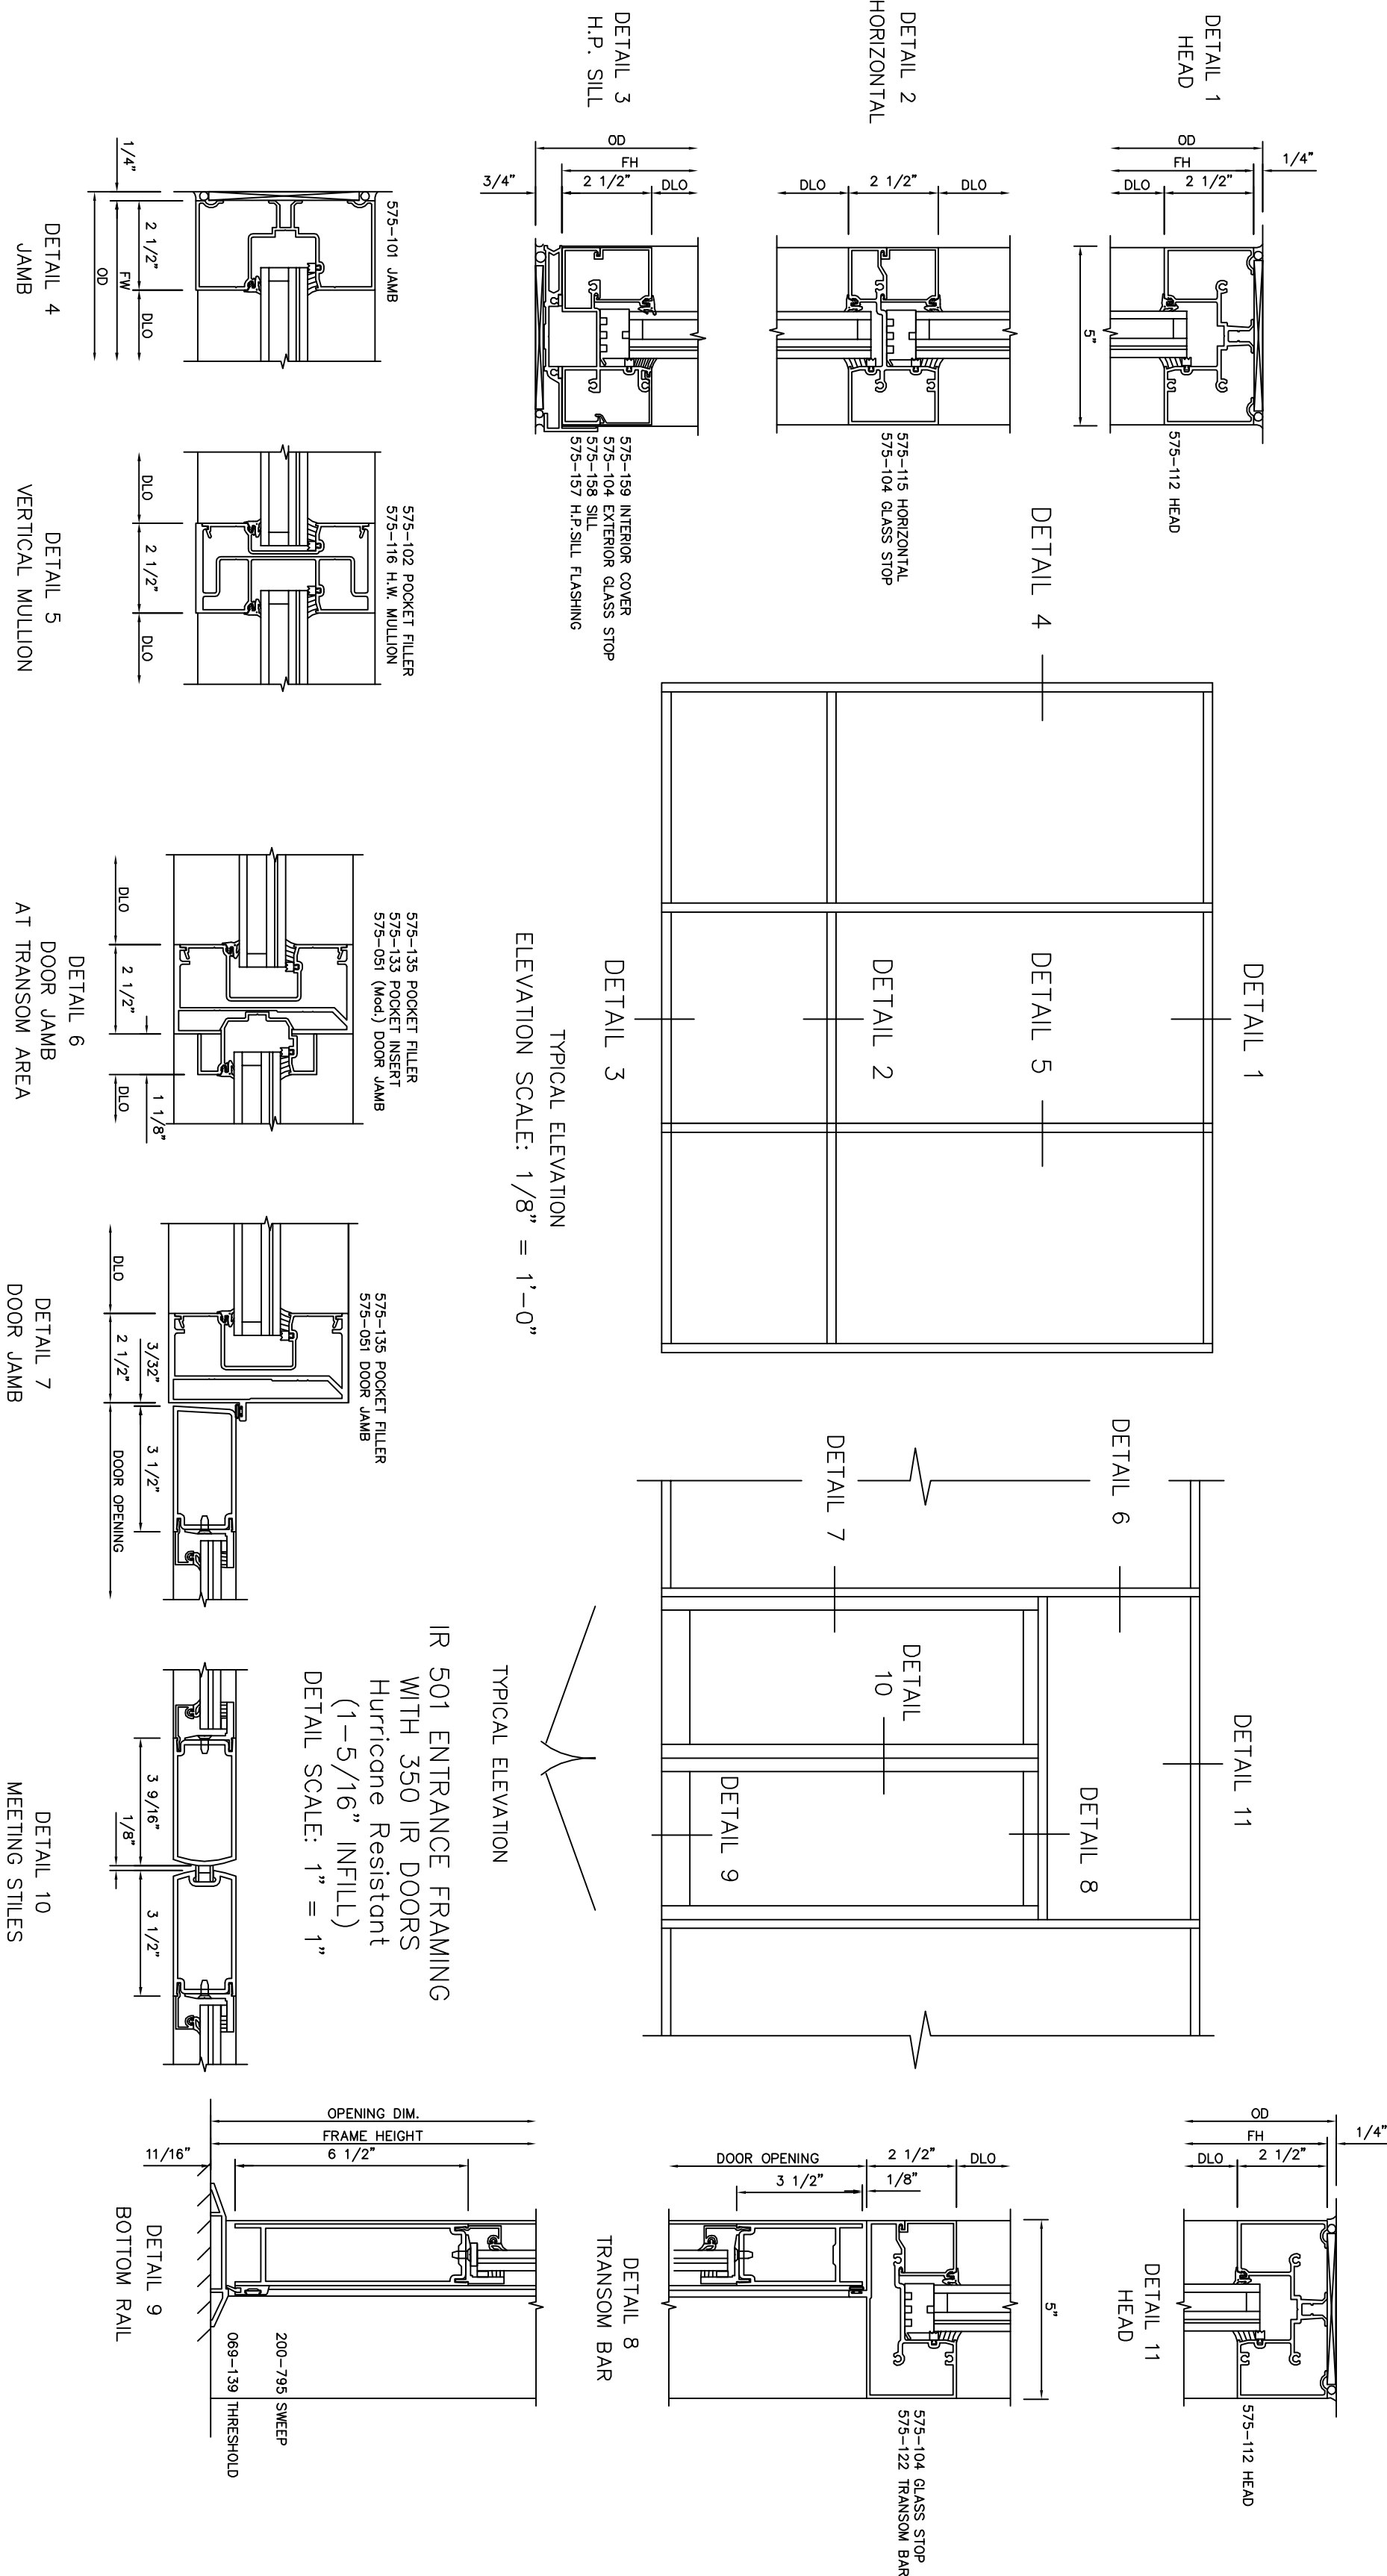 DETAIL 1
HEAD
OD
FH
DLO
2 1/2"
1/4"
5"
575-112 HEAD
DETAIL 2
HORIZONTAL
DLO
2 1/2"
DLO
575-115 HORIZONTAL
575-104 GLASS STOP
DETAIL 3
H.P. SILL
OD
FH
3/4"
2 1/2"
DLO
575-159 INTERIOR COVER
575-104 EXTERIOR GLASS STOP
575-158 SILL
575-157 H.P.SILL FLASHING
DETAIL 1
DETAIL 4
DETAIL 5
DETAIL 2
DETAIL 3
TYPICAL ELEVATION
ELEVATION SCALE: 1/8" = 1'-0"
DETAIL 11
DETAIL 6
DETAIL 8
DETAIL 7
DETAIL
10
DETAIL 9
TYPICAL ELEVATION
IR 501 ENTRANCE FRAMING
WITH 350 IR DOORS
Hurricane Resistant
(1-5/16" INFILL)
DETAIL SCALE: 1" = 1"
OD
FH
DLO
2 1/2"
1/4"
575-112 HEAD
DETAIL 11
HEAD
DOOR OPENING
2 1/2"
DLO
3 1/2"
1/8"
5"
575-104 GLASS STOP
575-122 TRANSOM BAR
DETAIL 8
TRANSOM BAR
OPENING DIM.
FRAME HEIGHT
11/16"
6 1/2"
200-795 SWEEP
069-139 THRESHOLD
DETAIL 9
BOTTOM RAIL
575-101 JAMB
1/4"
2 1/2"
DLO
FW
OD
DETAIL 4
JAMB
575-102 POCKET FILLER
575-116 H.W. MULLION
DLO
2 1/2"
DLO
DETAIL 5
VERTICAL MULLION
575-135 POCKET FILLER
575-133 POCKET INSERT
575-051 (Mod.) DOOR JAMB
DLO
2 1/2"
DLO
1 1/8"
DETAIL 6
DOOR JAMB
AT TRANSOM AREA
575-135 POCKET FILLER
575-051 DOOR JAMB
3/32"
3 1/2"
DLO
2 1/2"
DOOR OPENING
DETAIL 7
DOOR JAMB
3 9/16"
3 1/2"
1/8"
DETAIL 10
MEETING STILES